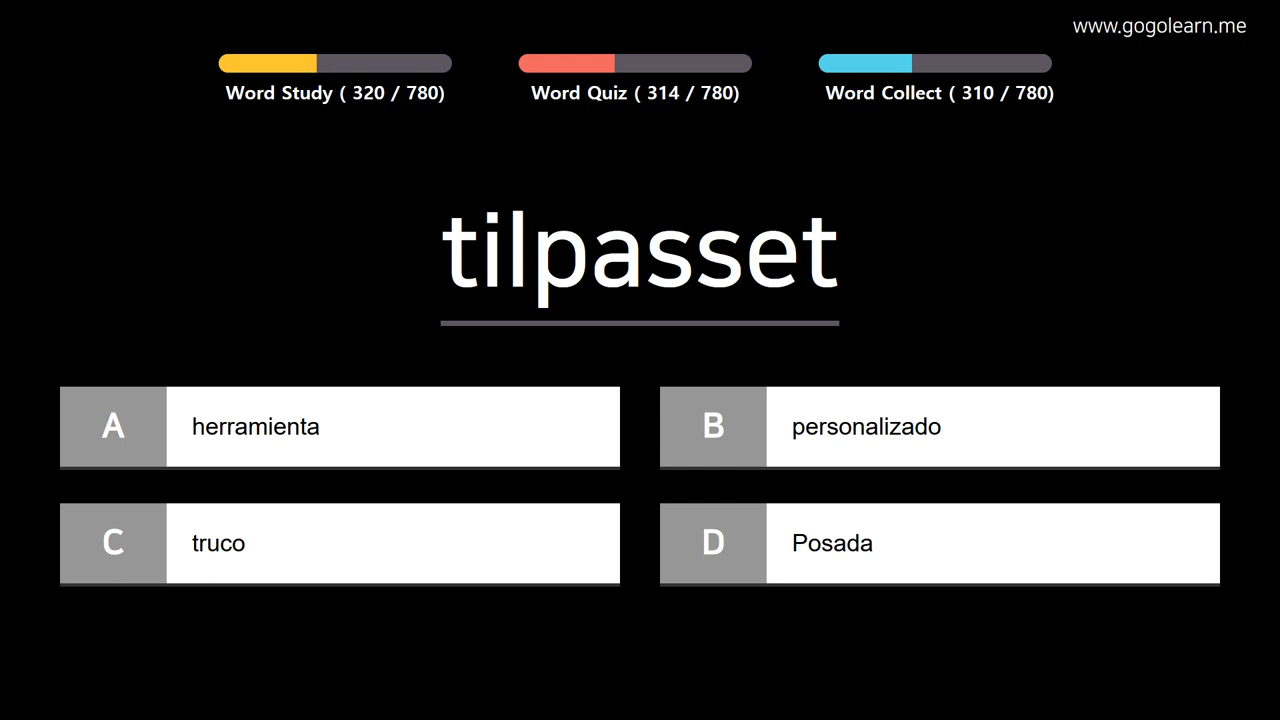 www.gogolearn.me
Word Study ( 320 / 780)
Word Quiz ( 314 / 780)
Word Collect ( 310 / 780)
tilpasset
A herramienta
B personalizado
C truco
D Posada